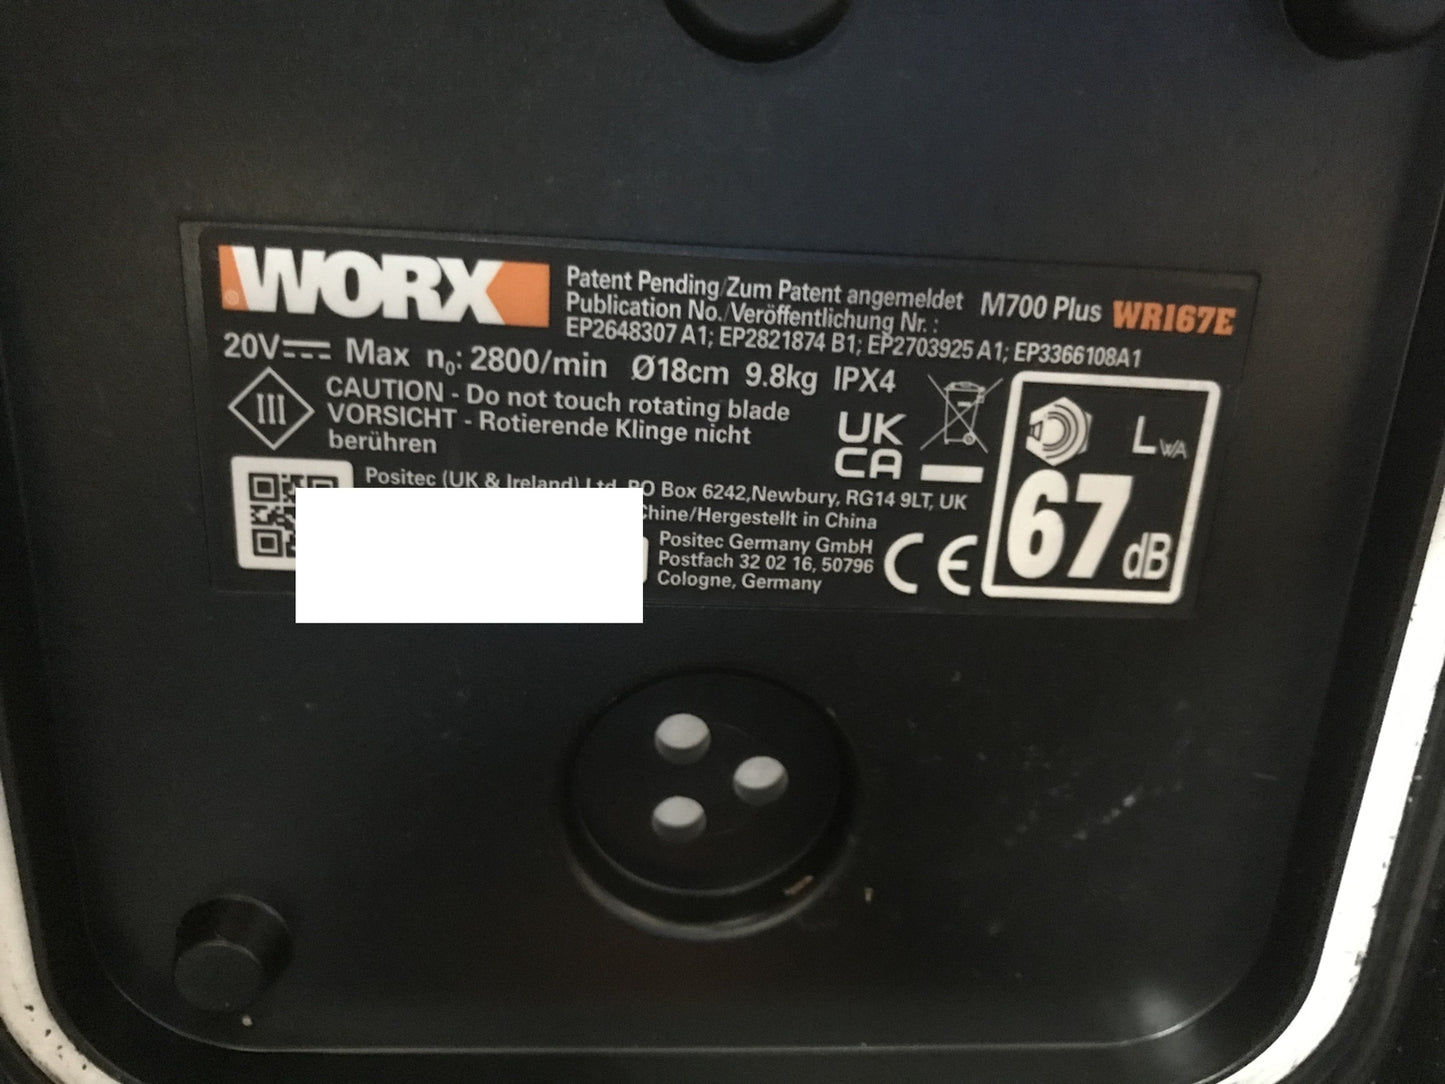 WORX®
Patent Pending/Zum Patent angemeldet M700 Plus WR167E
Publication No./Veröffentlichung Nr.:
EP2648307 A1; EP2821874 B1; EP2703925 A1; EP3366108A1
20V Max n0: 2800/min Ø18cm 9.8kg IPX4
III
CAUTION - Do not touch rotating blade
VORSICHT - Rotierende Klinge nicht
berühren
UK
CA
Positec (UK & Ireland) Ltd. PO Box 6242,Newbury, RG14 9LT, UK
Chine/Hergestellt in China
Positec Germany GmbH
Postfach 32 02 16, 50796
Cologne, Germany
CE
LWA
67 dB